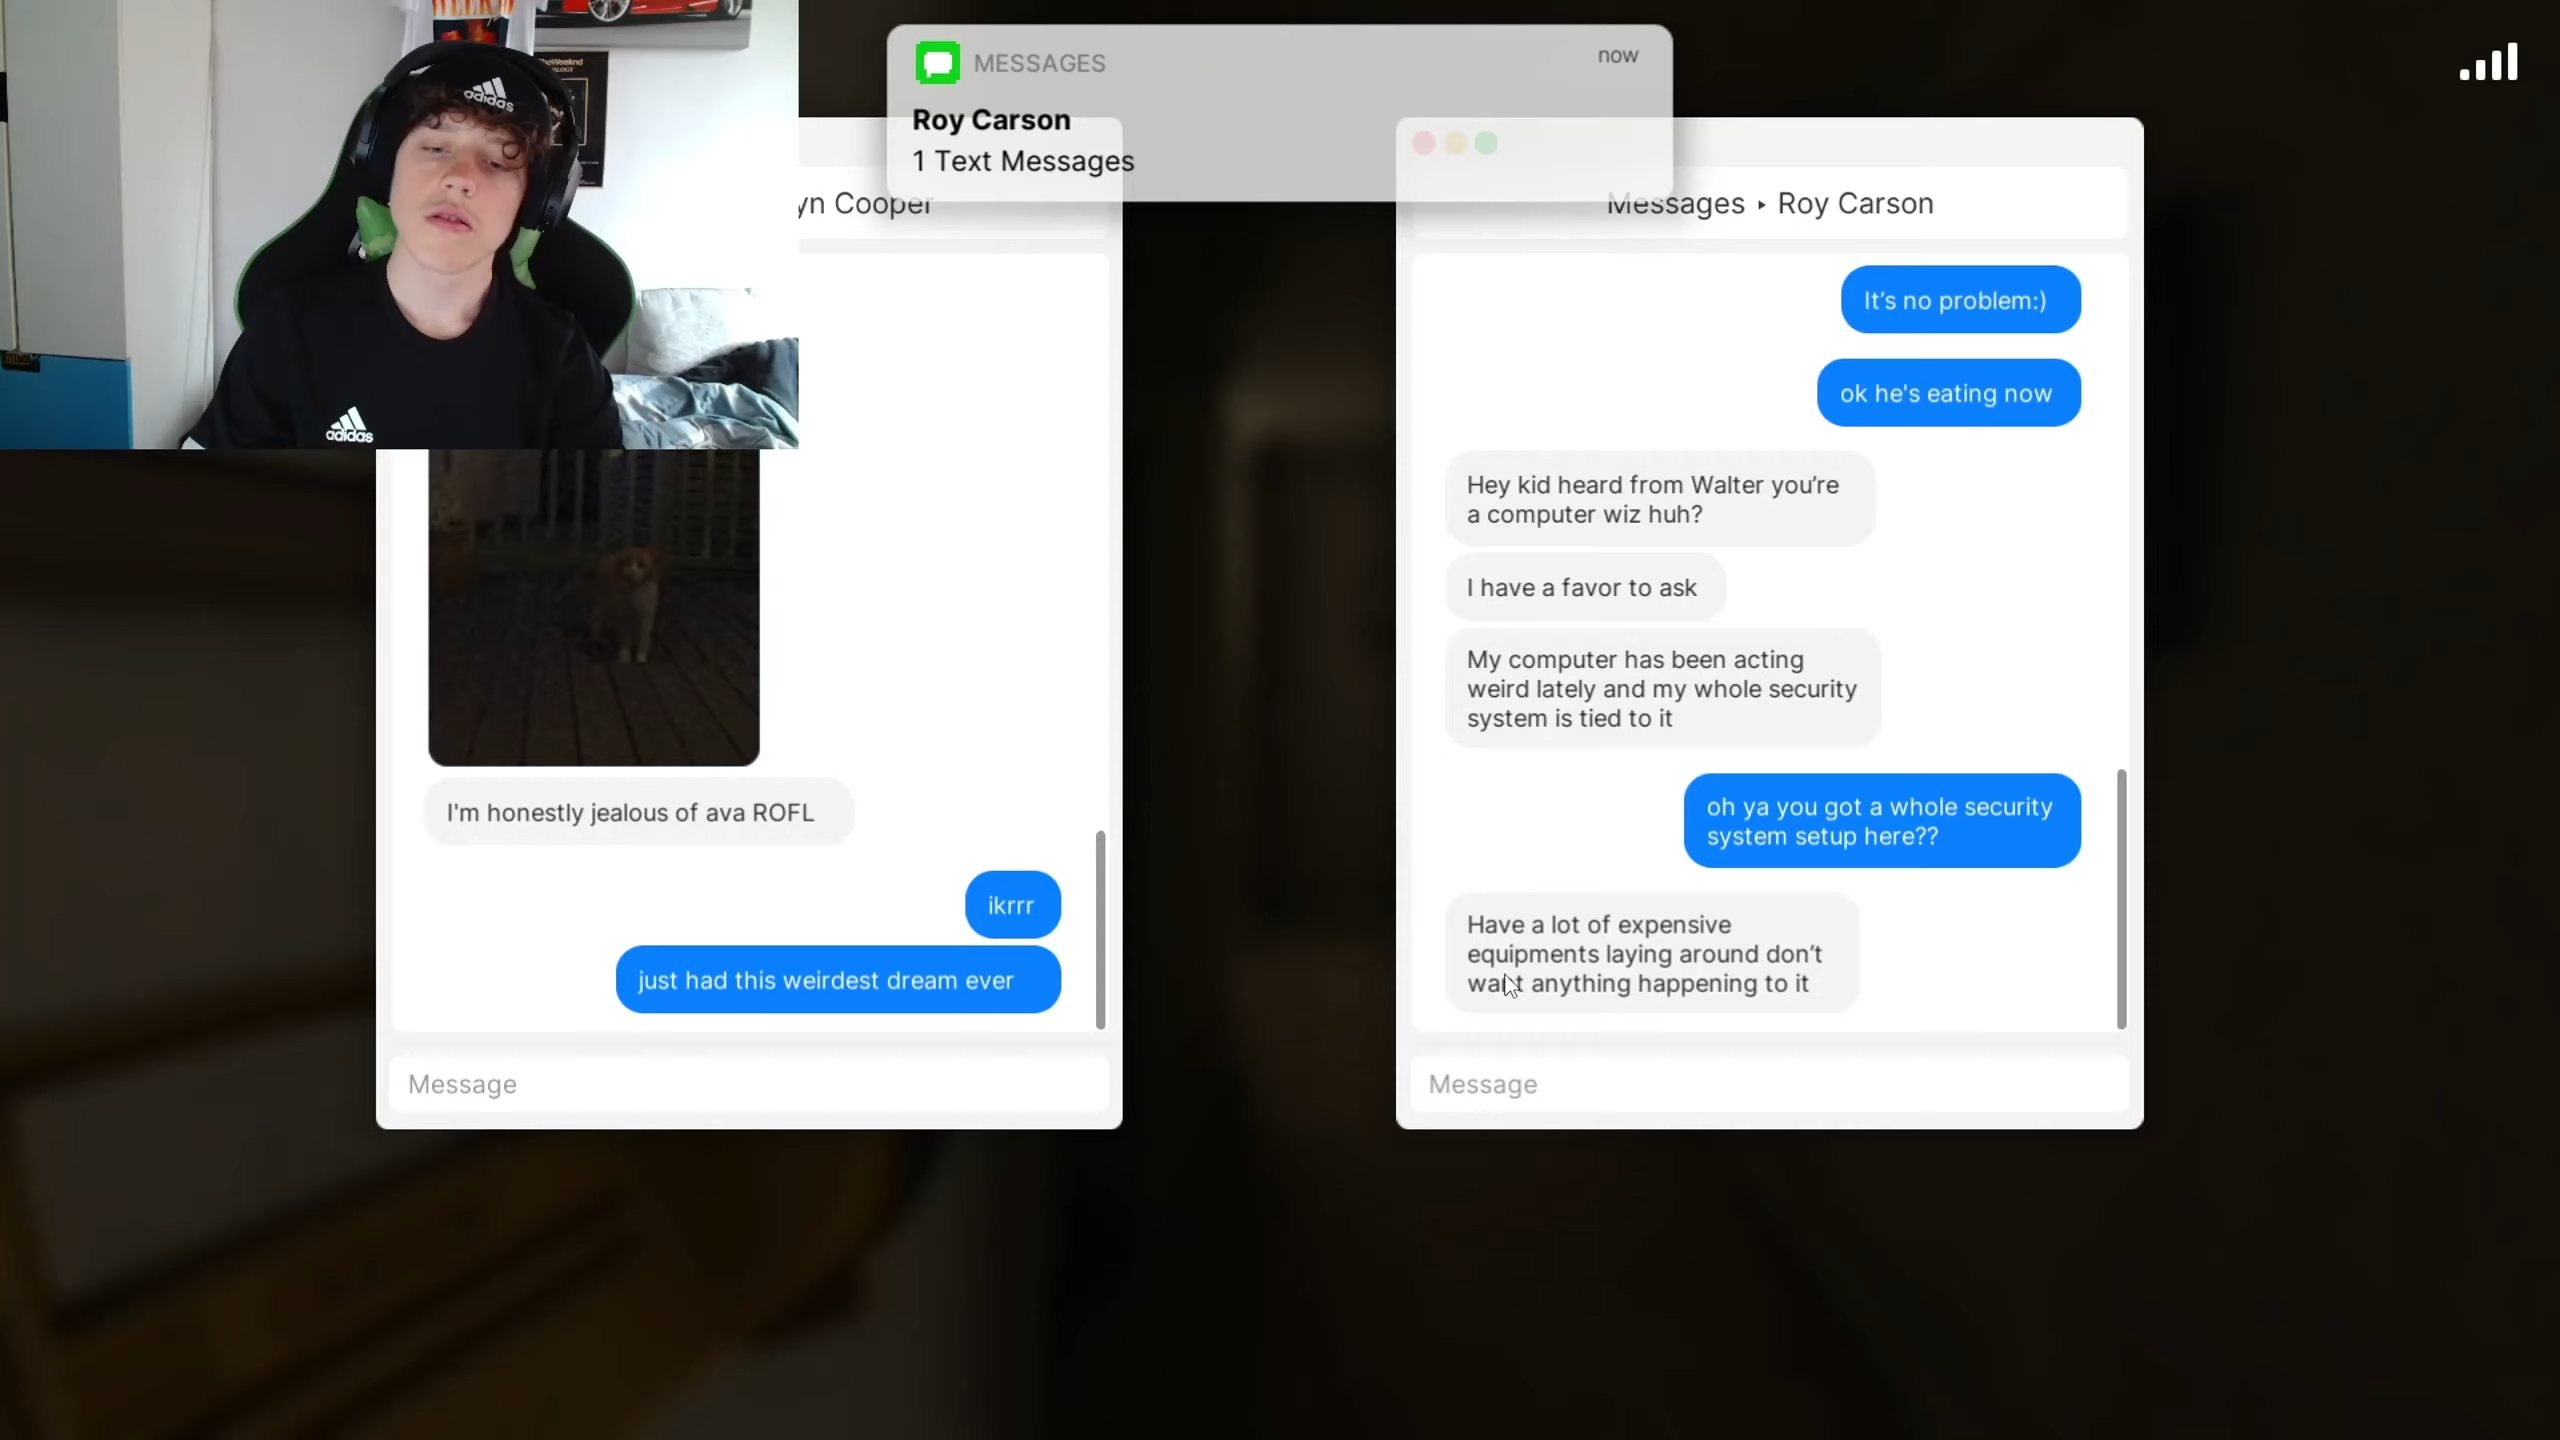 WEEKND
TheWeeknd
adidas
adidas
MESSAGES
now
Roy Carson
1 Text Messages
yn Cooper
I'm honestly jealous of ava ROFL
ikrrr
just had this weirdest dream ever
Message
Messages ▸ Roy Carson
It’s no problem:)
ok he's eating now
Hey kid heard from Walter you’re
a computer wiz huh?
I have a favor to ask
My computer has been acting
weird lately and my whole security
system is tied to it
oh ya you got a whole security
system setup here??
Have a lot of expensive
equipments laying around don’t
want anything happening to it
Message